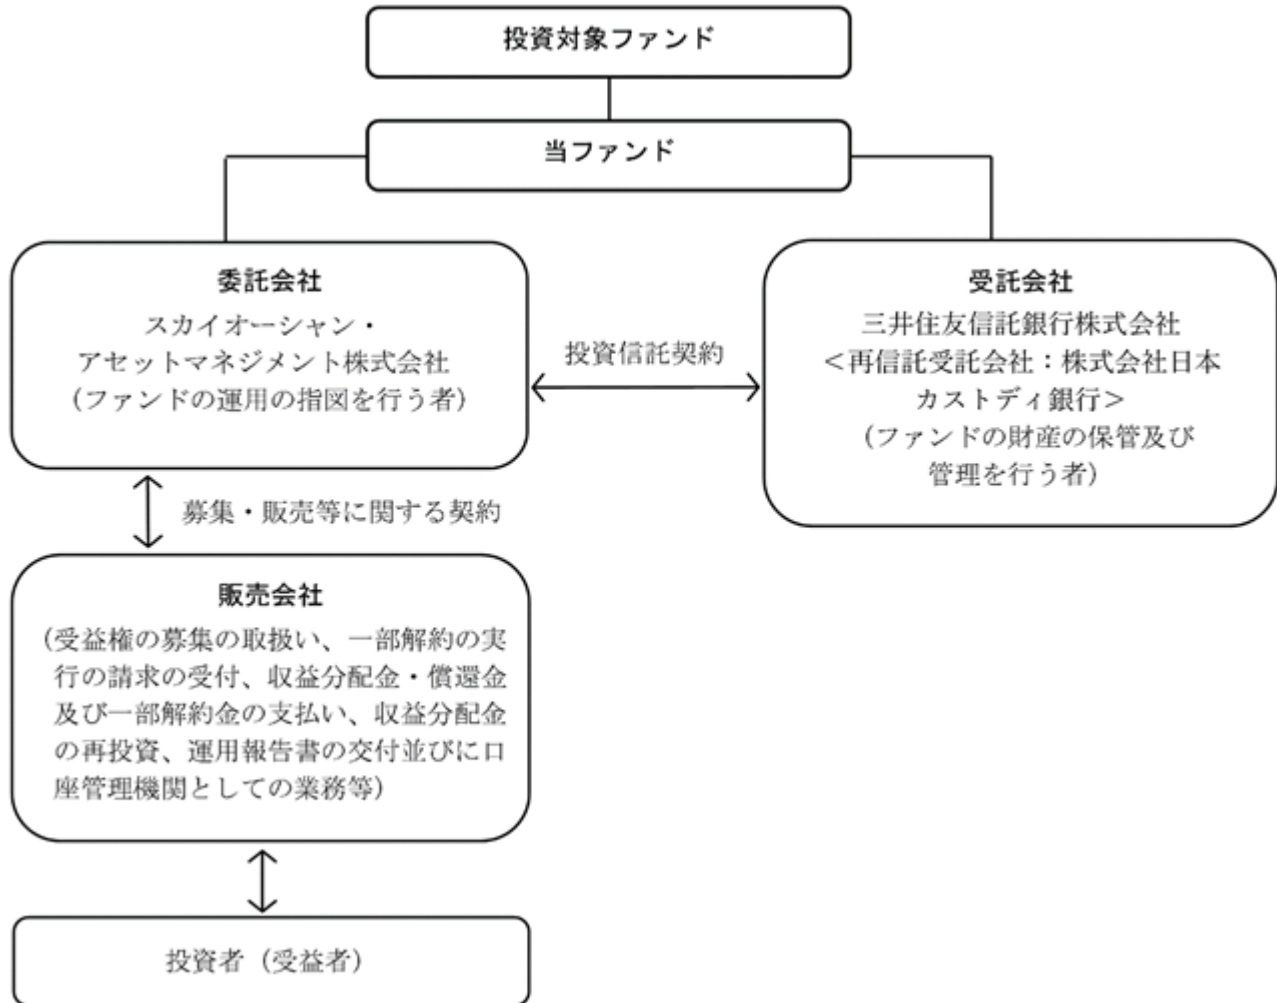 投資対象ファンド
当ファンド
委託会社
スカイオーシャン・
アセットマネジメント株式会社
（ファンドの運用の指図を行う者）
投資信託契約
受託会社
三井住友信託銀行株式会社
＜再信託受託会社：株式会社日本
カストディ銀行＞
（ファンドの財産の保管及び
管理を行う者）
募集・販売等に関する契約
販売会社
（受益権の募集の取扱い、一部解約の実
行の請求の受付、収益分配金・償還金
及び一部解約金の支払い、収益分配金
の再投資、運用報告書の交付並びに口
座管理機関としての業務等）
投資者（受益者）